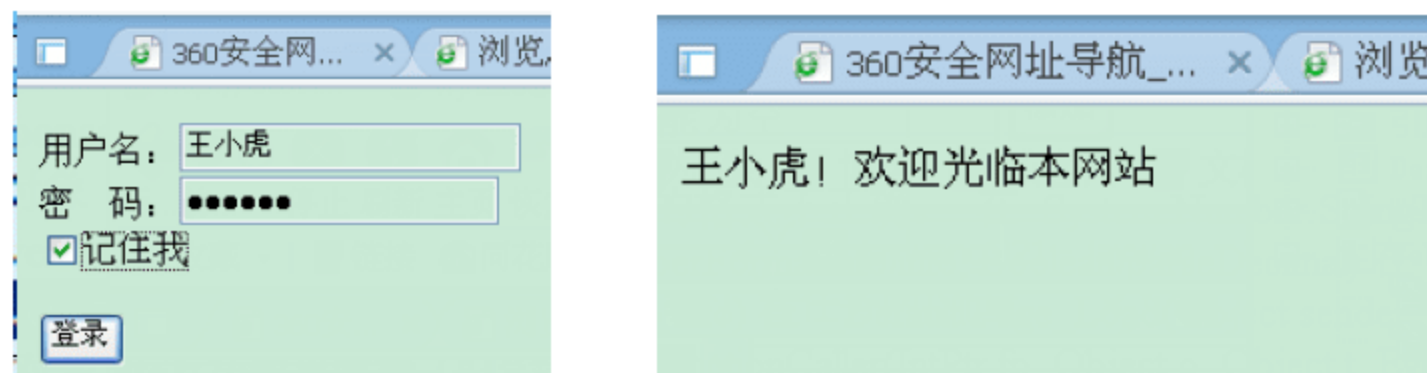 360安全网... × 浏览
用户名：王小虎
密 码：●●●●●●
记住我
登录
360安全网址导航_... × 浏览
王小虎！欢迎光临本网站